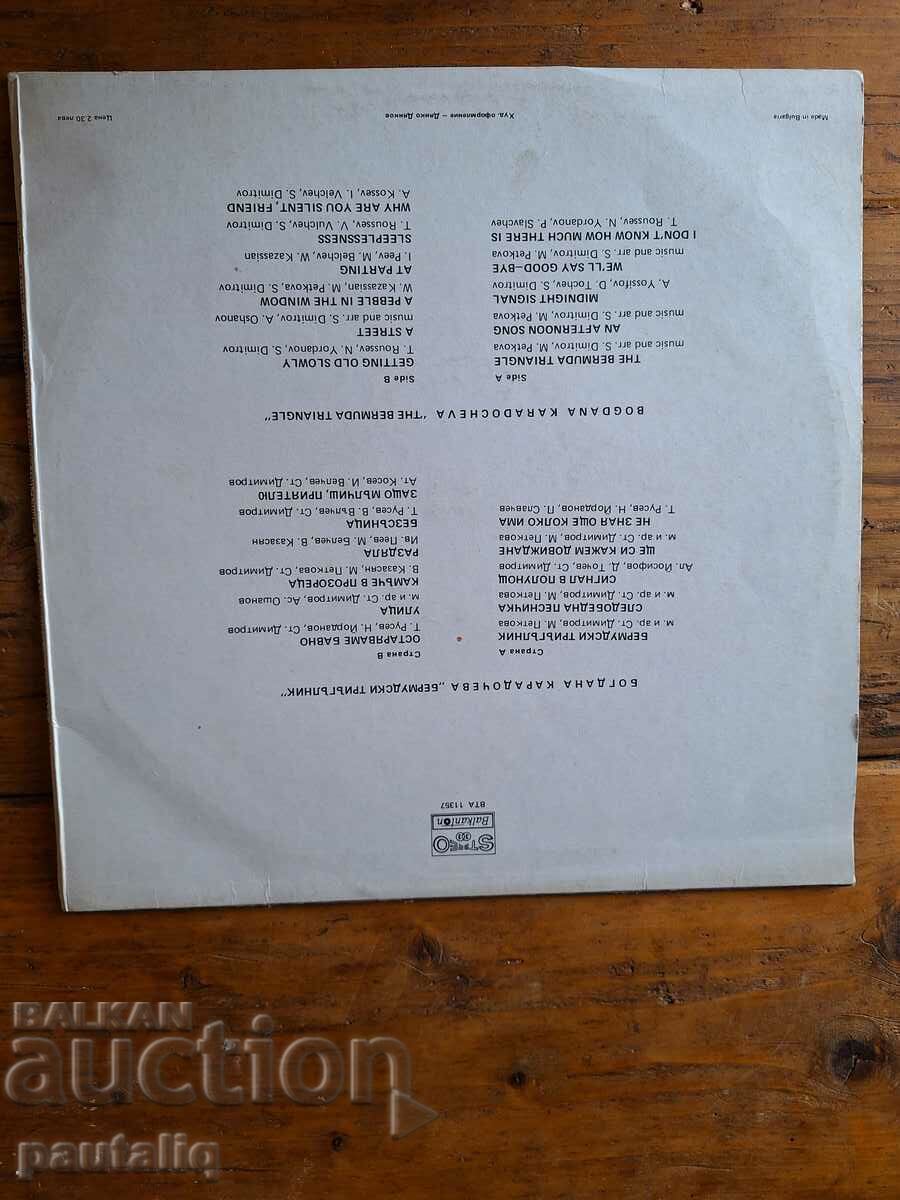 STEREO
Balkanton
ВТА 11357
БОГДАНА КАРАДОЧЕВА „БЕРМУДСКИ ТРИЪГЪЛНИК"
Страна А
БЕРМУДСКИ ТРИЪГЪЛНИК
м. и ар. Ст. Димитров, М. Петкова
СЛЕДОБЕДНА ПЕСНИЧКА
м и ар. Ст. Димитров, М. Петкова
СИГНАЛ В ПОЛУНОЩ
Ал. Йосифов, Д. Точев, Ст. Димитров
ЩЕ СИ КАЖЕМ ДОВИЖДАНЕ
м. и ар. Ст. Димитров, М. Петкова
НЕ ЗНАЯ ОЩЕ КОЛКО ИМА
Т. Русев, Н. Йорданов, П. Славчев
Страна В
ОСТАРЯВАМЕ БАВНО
Т. Русев, Н. Йорданов, Ст. Димитров
УЛИЦА
м. и ар. Ст. Димитров, Ас. Ошанов
КАМЪЧЕ В ПРОЗОРЕЦА
В. Казасян, М. Петкова, Ст. Димитров
РАЗДЯЛА
Ив. Пеев, М. Белчев, В. Казасян
БЕЗСЪНИЦА
Т. Русев, В. Вълчев, Ст. Димитров
ЗАЩО МЪЛЧИШ, ПРИЯТЕЛЮ
Ат. Косев, И. Велчев, Ст. Димитров
BOGDANA KARADOCHEVA "THE BERMUDA TRIANGLE"
Side A
THE BERMUDA TRIANGLE
music and arr. S. Dimitrov, M. Petkova
AN AFTERNOON SONG
music and arr. S. Dimitrov, M. Petkova
MIDNIGHT SIGNAL
A. Yossifov, D. Tochev, S. Dimitrov
WE'LL SAY GOOD-BYE
music and arr. S. Dimitrov, M. Petkova
I DON'T KNOW HOW MUCH THERE IS
T. Roussev, N. Yordanov, P. Slavchev
Side B
GETTING OLD SLOWLY
T. Roussev, N. Yordanov, S. Dimitrov
A STREET
music and arr. S. Dimitrov, A. Oshanov
A PEBBLE IN THE WINDOW
W. Kazassian, M. Petkova, S. Dimitrov
AT PARTING
I. Peev, M. Belchev, W. Kazassian
SLEEPLESSNESS
T. Roussev, V. Vulchev, S. Dimitrov
WHY ARE YOU SILENT, FRIEND
A. Kossev, I. Velchev, S. Dimitrov
Made in Bulgaria
Худ. оформление – Данко Дянков
Цена 2.30 лева
BALKAN
auction
pautaliq